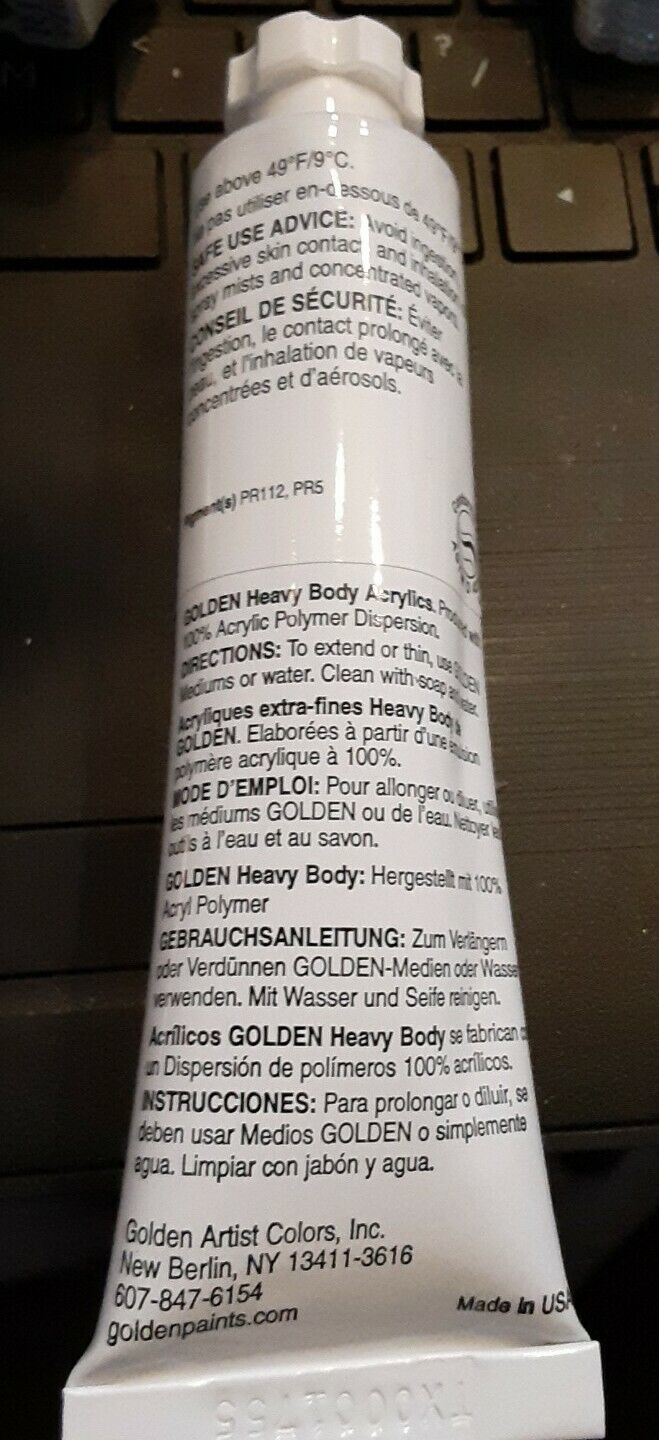 above 49°F/9°C.
pas utiliser en-dessous de 49°F
SAFE USE ADVICE: Avoid ingestion
excessive skin contact and inhalation
spray mists and concentrated vapors.
CONSEIL DE SÉCURITÉ: Éviter
l'ingestion, le contact prolongé avec
peau, et l'inhalation de vapeurs
concentrées et d'aérosols.
Pigment(s) PR112, PR5
GOLDEN Heavy Body Acrylics.
100% Acrylic Polymer Dispersion.
DIRECTIONS: To extend or thin, use GOLDEN
Mediums or water. Clean with soap
Acryliques extra-fines Heavy Body
GOLDEN. Elaborées à partir d'une émulsion
polymère acrylique à 100%.
MODE D'EMPLOI: Pour allonger ou diluer,
les médiums GOLDEN ou de l'eau. Nettoyer
outils à l'eau et au savon.
GOLDEN Heavy Body: Hergestellt mit 100%
Acryl Polymer
GEBRAUCHSANLEITUNG: Zum Verlängern
oder Verdünnen GOLDEN-Medien oder Wasser
verwenden. Mit Wasser und Seife reinigen.
Acrílicos GOLDEN Heavy Body se fabrican
un Dispersión de polímeros 100% acrílicos.
INSTRUCCIONES: Para prolongar o diluir, se
deben usar Medios GOLDEN o simplemente
agua. Limpiar con jabón y agua.
Golden Artist Colors, Inc.
New Berlin, NY 13411-3616
607-847-6154
goldenpaints.com
Made in USA